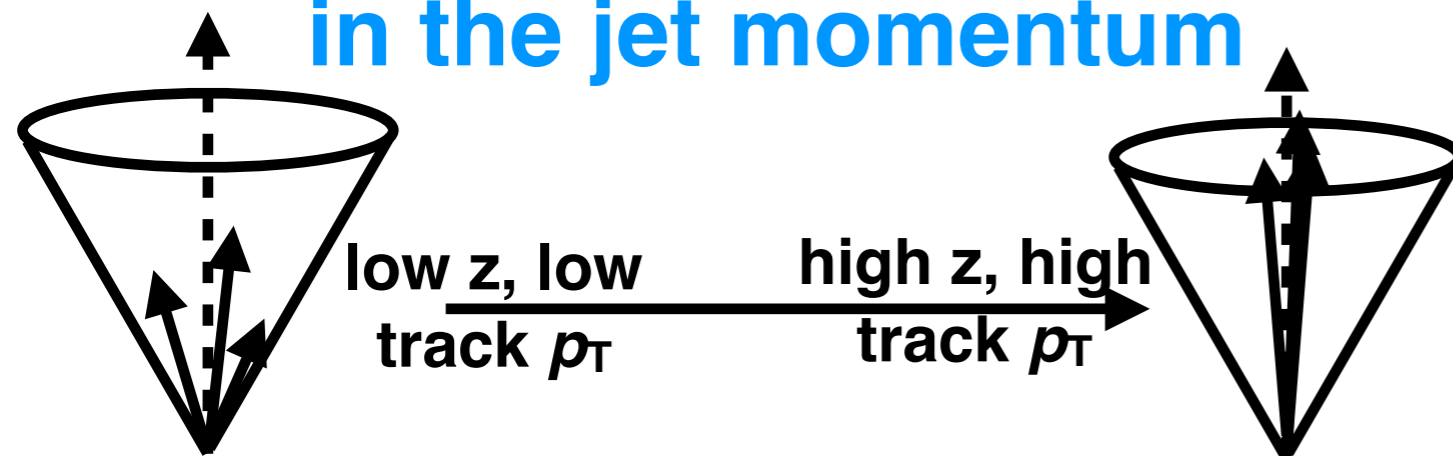 in the jet momentum
low z, low
track pT
high z, high
track pT